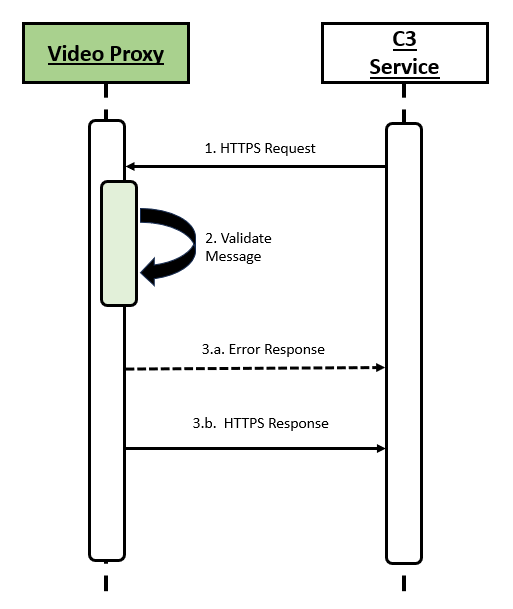 Video Proxy
C3
Service
1. HTTPS Request
2. Validate
Message
3.a. Error Response
3.b. HTTPS Response